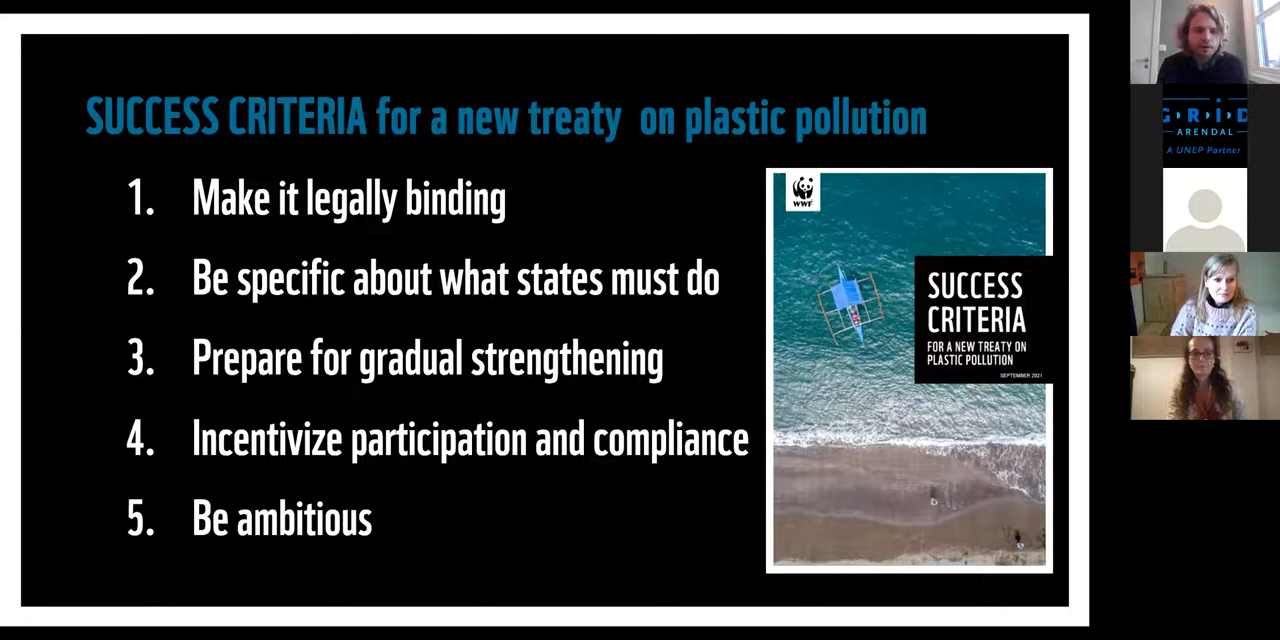 SUCCESS CRITERIA for a new treaty on plastic pollution
1. Make it legally binding
2. Be specific about what states must do
3. Prepare for gradual strengthening
4. Incentivize participation and compliance
5. Be ambitious
WWF
SUCCESS
CRITERIA
FOR A NEW TREATY ON
PLASTIC POLLUTION
SEPTEMBER 2021
GRID
ARENDAL
A UNEP Partner